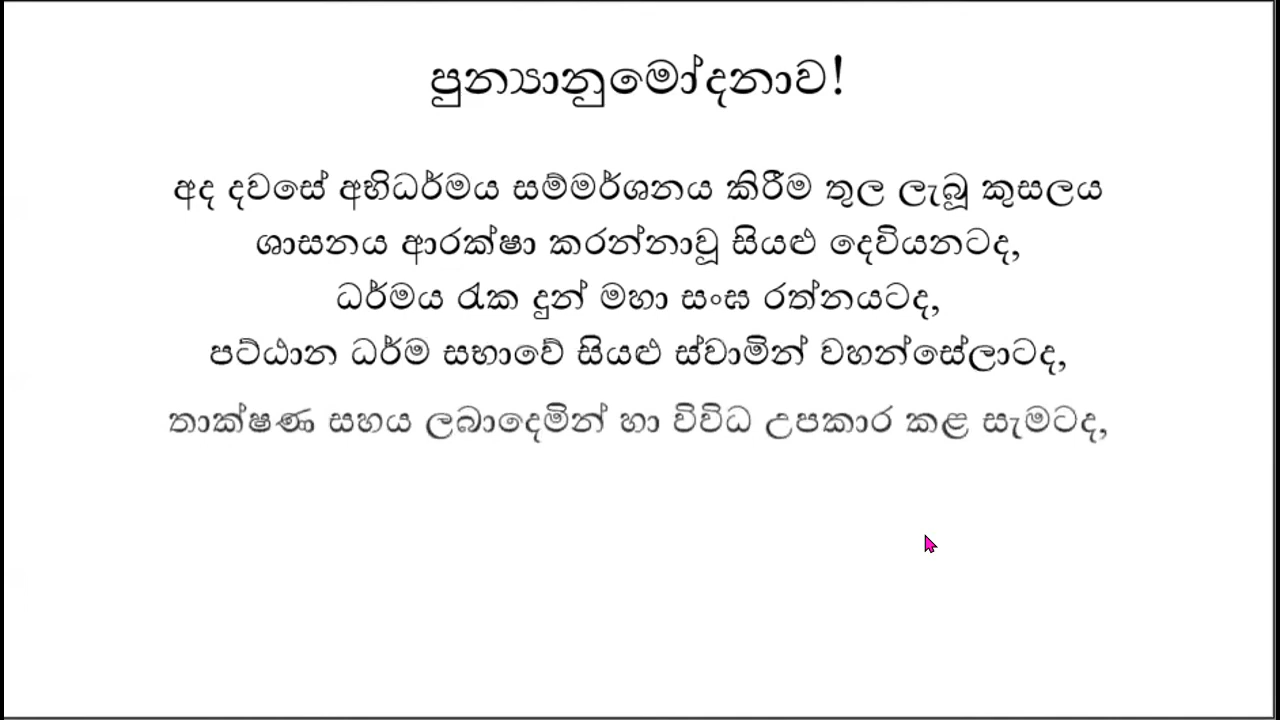 පුන්‍යානුමෝදනාව!
අද දවසේ අභිධර්මය සම්මර්ශනය කිරීම තුල ලැබූ කුසලය
ශාසනය ආරක්ෂා කරන්නාවූ සියළු දෙවියනටද,
ධර්මය රැක දුන් මහා සංඝ රත්නයටද,
පට්ඨාන ධර්ම සභාවේ සියළු ස්වාමින් වහන්සේලාටද,
තාක්ෂණ සහය ලබාදෙමින් හා විවිධ උපකාර කළ සැමටද,